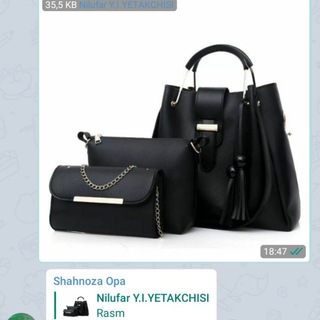 35,5 KB Nilufar Y.I.YETAKCHISI
18:47
Shahnoza Opa
Nilufar Y.I.YETAKCHISI
Rasm